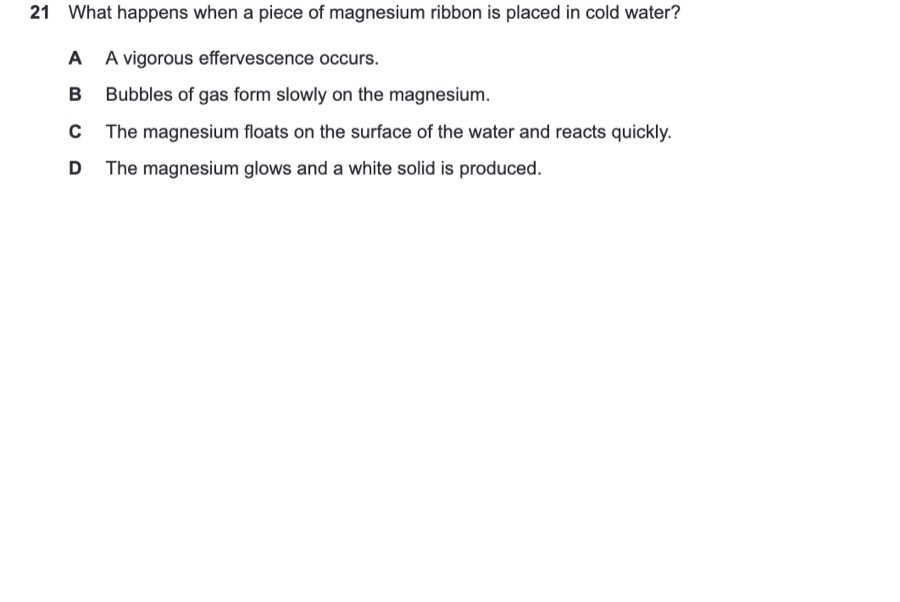 21 What happens when a piece of magnesium ribbon is placed in cold water?
A A vigorous effervescence occurs.
B Bubbles of gas form slowly on the magnesium.
C The magnesium floats on the surface of the water and reacts quickly.
D The magnesium glows and a white solid is produced.